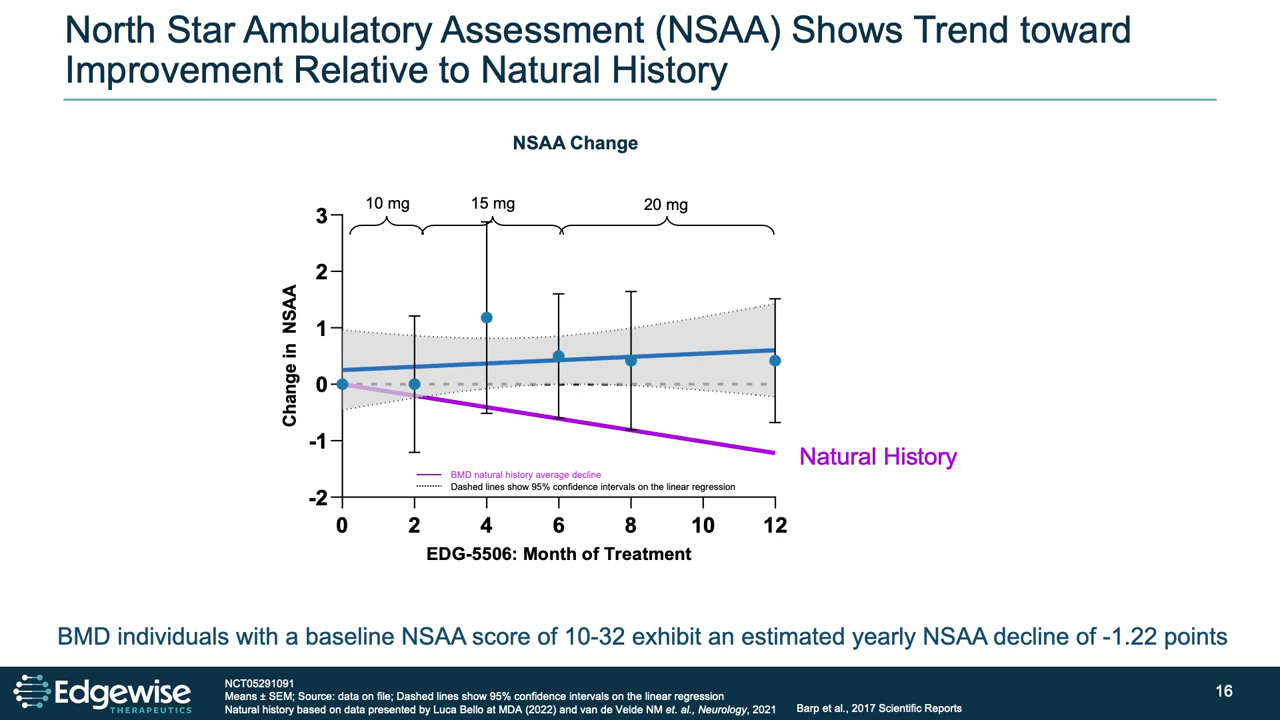 North Star Ambulatory Assessment (NSAA) Shows Trend toward
Improvement Relative to Natural History
NSAA Change
10 mg
15 mg
20 mg
3
2
1
0
-1
-2
Change in NSAA
Natural History
BMD natural history average decline
Dashed lines show 95% confidence intervals on the linear regression
0
2
4
6
8
10
12
EDG-5506: Month of Treatment
BMD individuals with a baseline NSAA score of 10-32 exhibit an estimated yearly NSAA decline of -1.22 points
Edgewise
THERAPEUTICS
NCT05291091
Means ± SEM; Source: data on file; Dashed lines show 95% confidence intervals on the linear regression
Natural history based on data presented by Luca Bello at MDA (2022) and van de Velde NM et. al., Neurology, 2021
Barp et al., 2017 Scientific Reports
16